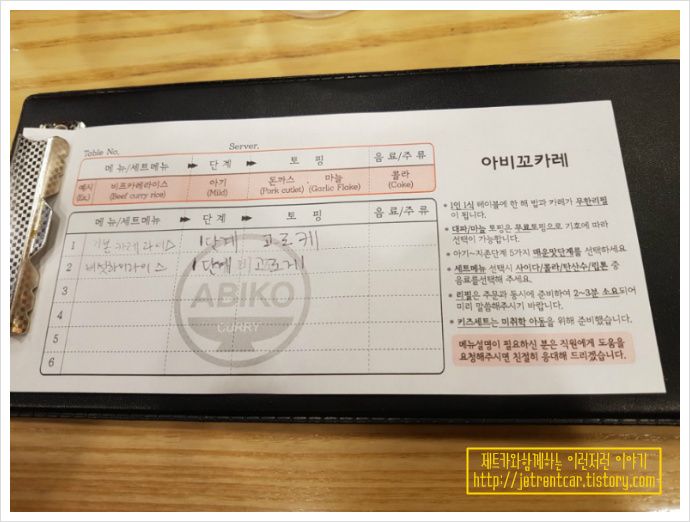 Table No. Server.
메뉴/세트메뉴 단계 토핑 음료/주류
예시 비프카레라이스 아기 돈까스 , 마늘 콜라
(Ex.) (Beef curry rice) (Mild) (Pork cutlet) (Garlic Flake) (Coke)
메뉴/세트메뉴 단계 토핑 음료/주류
1 기본카레라이스 1단계 고로케
2 하이라이스 1단계 고로케
3
4
5
6
ABIKO
CURRY
아비꼬카레
* 1인 1식 테이블에 한 해 밥과 카레가 무한리필
이 됩니다.
* 대파/마늘 토핑은 무료토핑으로 기호에 따라
선택이 가능합니다.
* 아기~지존단계 5가지 매운맛단계를 선택하세요
* 세트메뉴 선택시 사이다/콜라/탄산수/립톤 중
음료를선택해 주세요.
* 리필은 주문과 동시에 준비하여 2~3분 소요되어
미리 말씀해주시기 바랍니다.
* 키즈세트는 미취학 아동을 위해 준비했습니다.
메뉴설명이 필요하신 분은 직원에게 도움을
요청해주시면 친절히 응대해 드리겠습니다.
제트카와함께하는 이런저런 이야기
http://jetrentcar.tistory.com